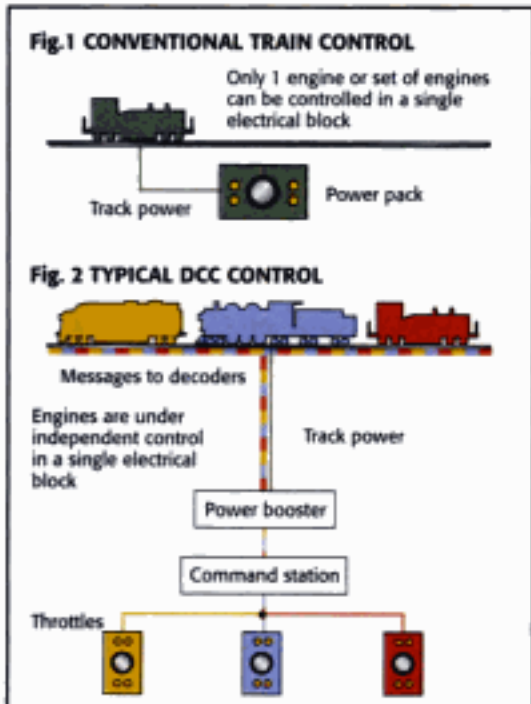 Fig.1 CONVENTIONAL TRAIN CONTROL
Only 1 engine or set of engines
can be controlled in a single
electrical block
Track power
Power pack
Fig. 2 TYPICAL DCC CONTROL
Messages to decoders
Engines are under
independent control
in a single electrical
block
Track power
Power booster
Command station
Throttles